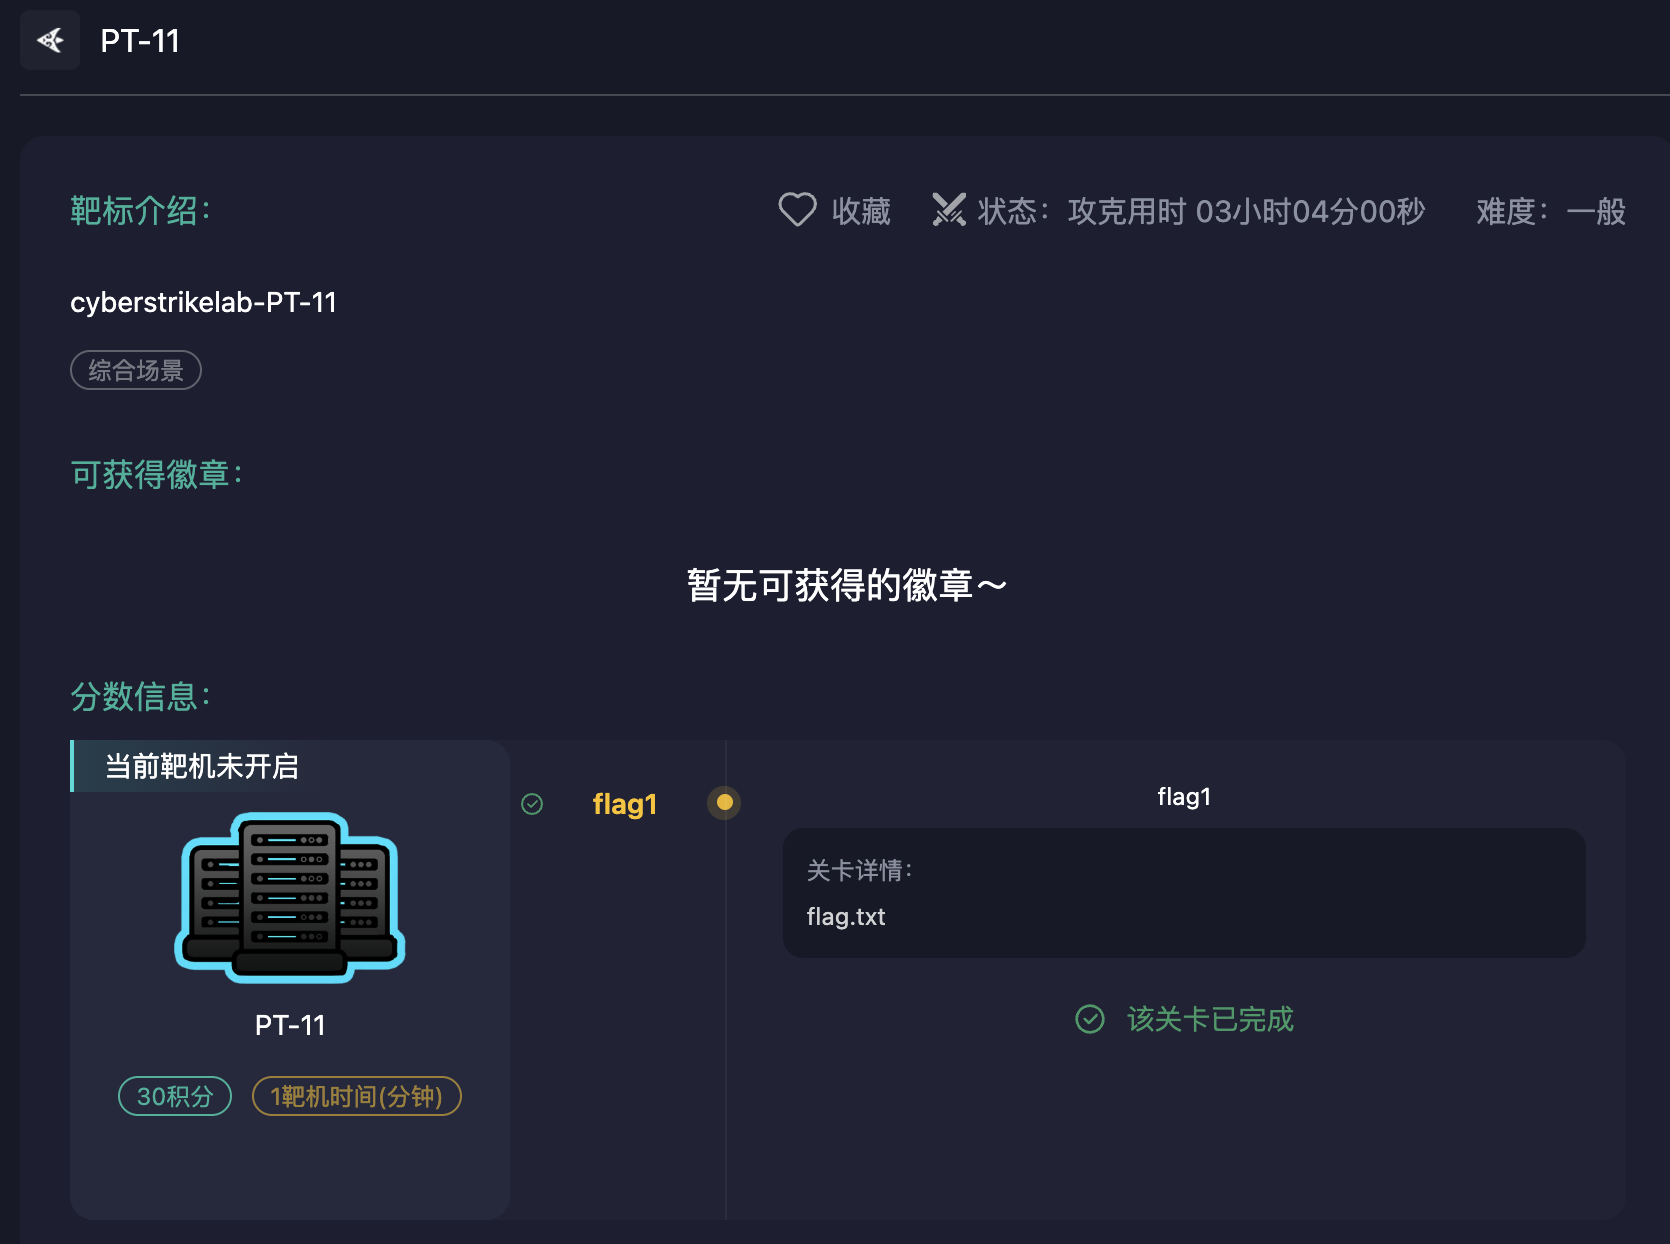 PT-11
靶标介绍：
收藏
状态：攻克用时 03小时04分00秒
难度：一般
cyberstrikelab-PT-11
综合场景
可获得徽章：
暂无可获得的徽章～
分数信息：
当前靶机未开启
PT-11
30积分
1靶机时间(分钟)
flag1
flag1
关卡详情：
flag.txt
该关卡已完成